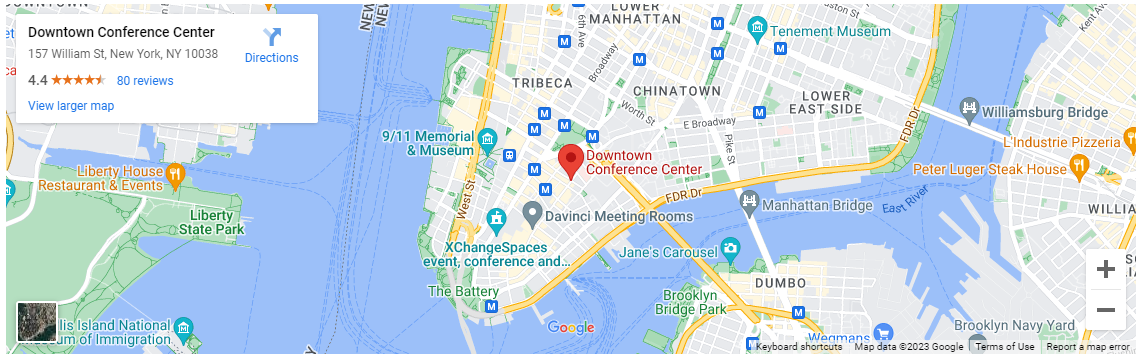 Downtown Conference Center
157 William St, New York, NY 10038
Directions
4.4
80 reviews
View larger map
LOWER
MANHATTAN
6th Ave
Broadway
Tenement Museum
TRIBECA
CHINATOWN
Worth St
LOWER
EAST SIDE
E Broadway
Pike St
FDR Dr
Williamsburg Bridge
9/11 Memorial
& Museum
L'Industrie Pizzeria
Downtown
Conference Center
Peter Luger Steak House
Liberty House
Restaurant & Events
West St
FDR Dr
Manhattan Bridge
East River
Liberty
State Park
Davinci Meeting Rooms
WILLIA
XChangeSpaces
event, conference and...
Jane's Carousel
The Battery
DUMBO
Brooklyn
Bridge Park
llis Island National
seum of Immigration
Google
Wegmans
Brooklyn Navy Yard
Keyboard shortcuts
Map data ©2023 Google
Terms of Use
Report a map error